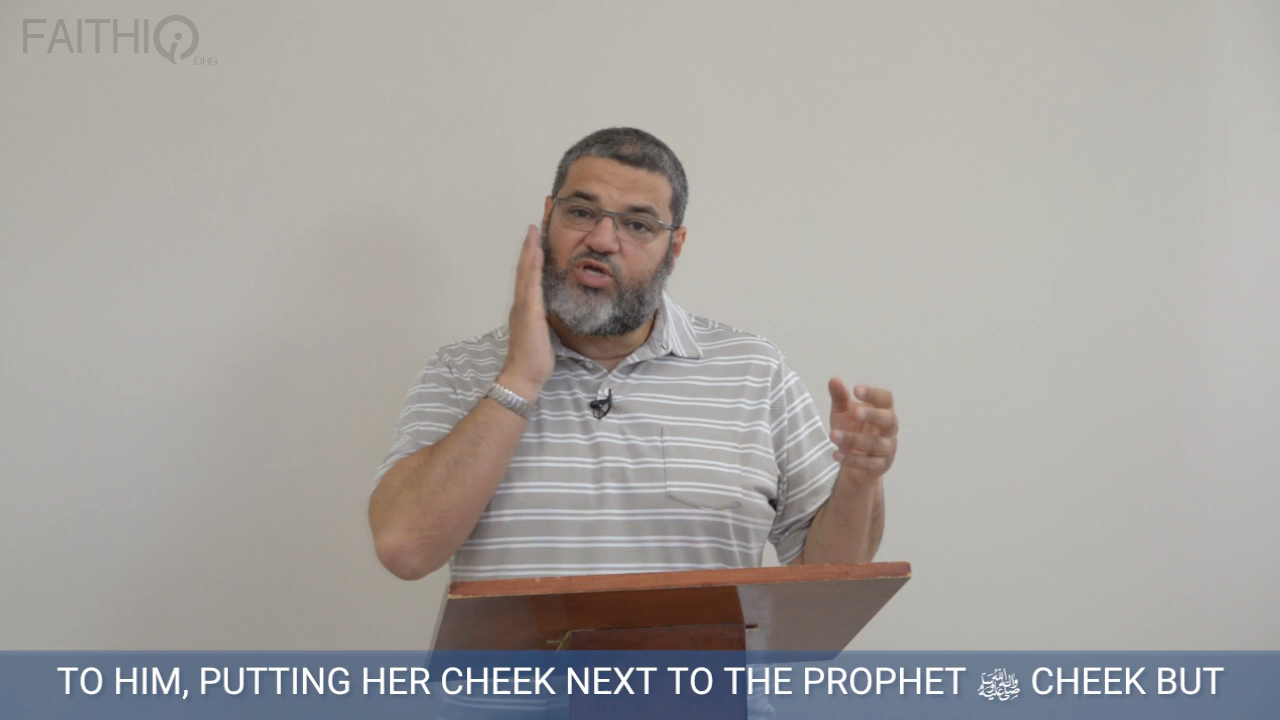 FAITHIQ
.ORG
TO HIM, PUTTING HER CHEEK NEXT TO THE PROPHET ﷺ CHEEK BUT